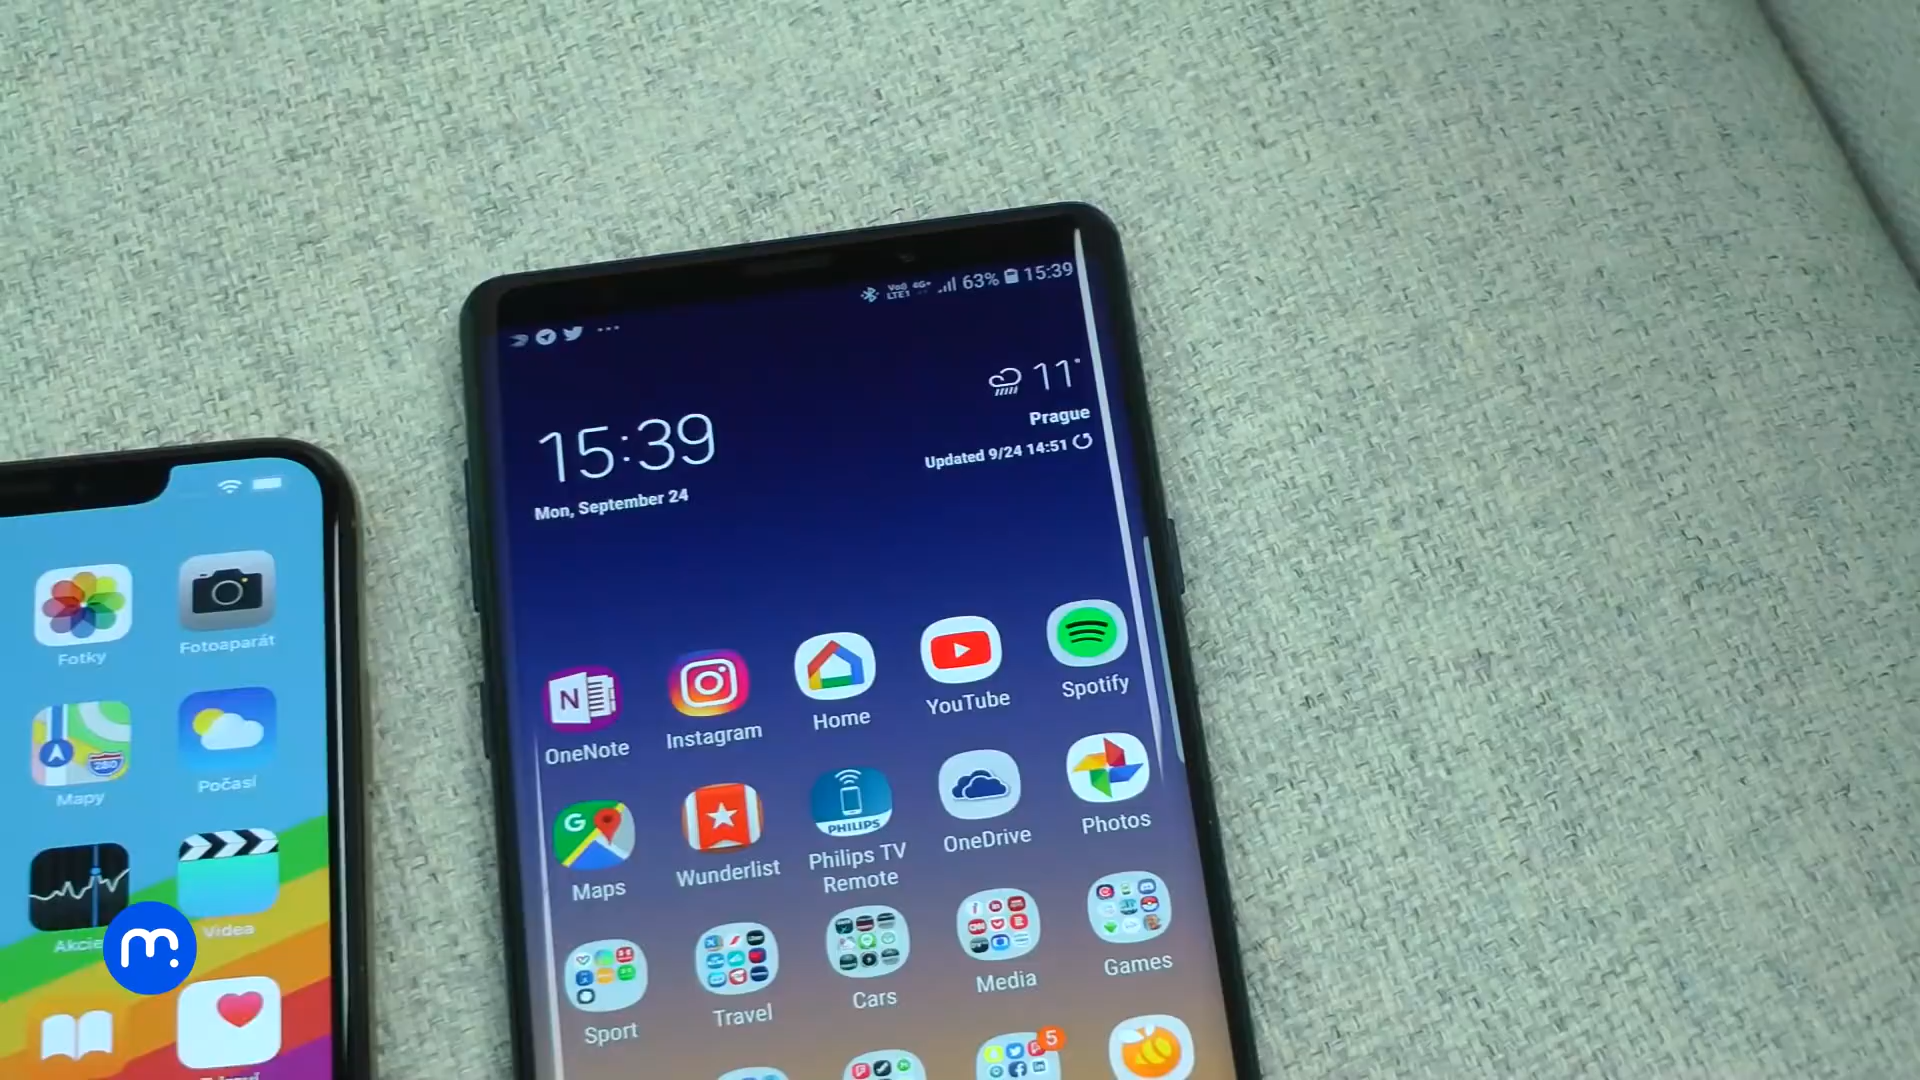 63% 15:39
11°
Prague
Updated 9/24 14:51
15:39
Mon, September 24
Fotky
Fotoaparát
Mapy
280
Počasí
Akcie
Videa
m.
N
OneNote
Instagram
Home
YouTube
Spotify
G
Maps
Wunderlist
PHILIPS
Philips TV
Remote
OneDrive
Photos
Sport
Travel
Cars
Media
Games
5